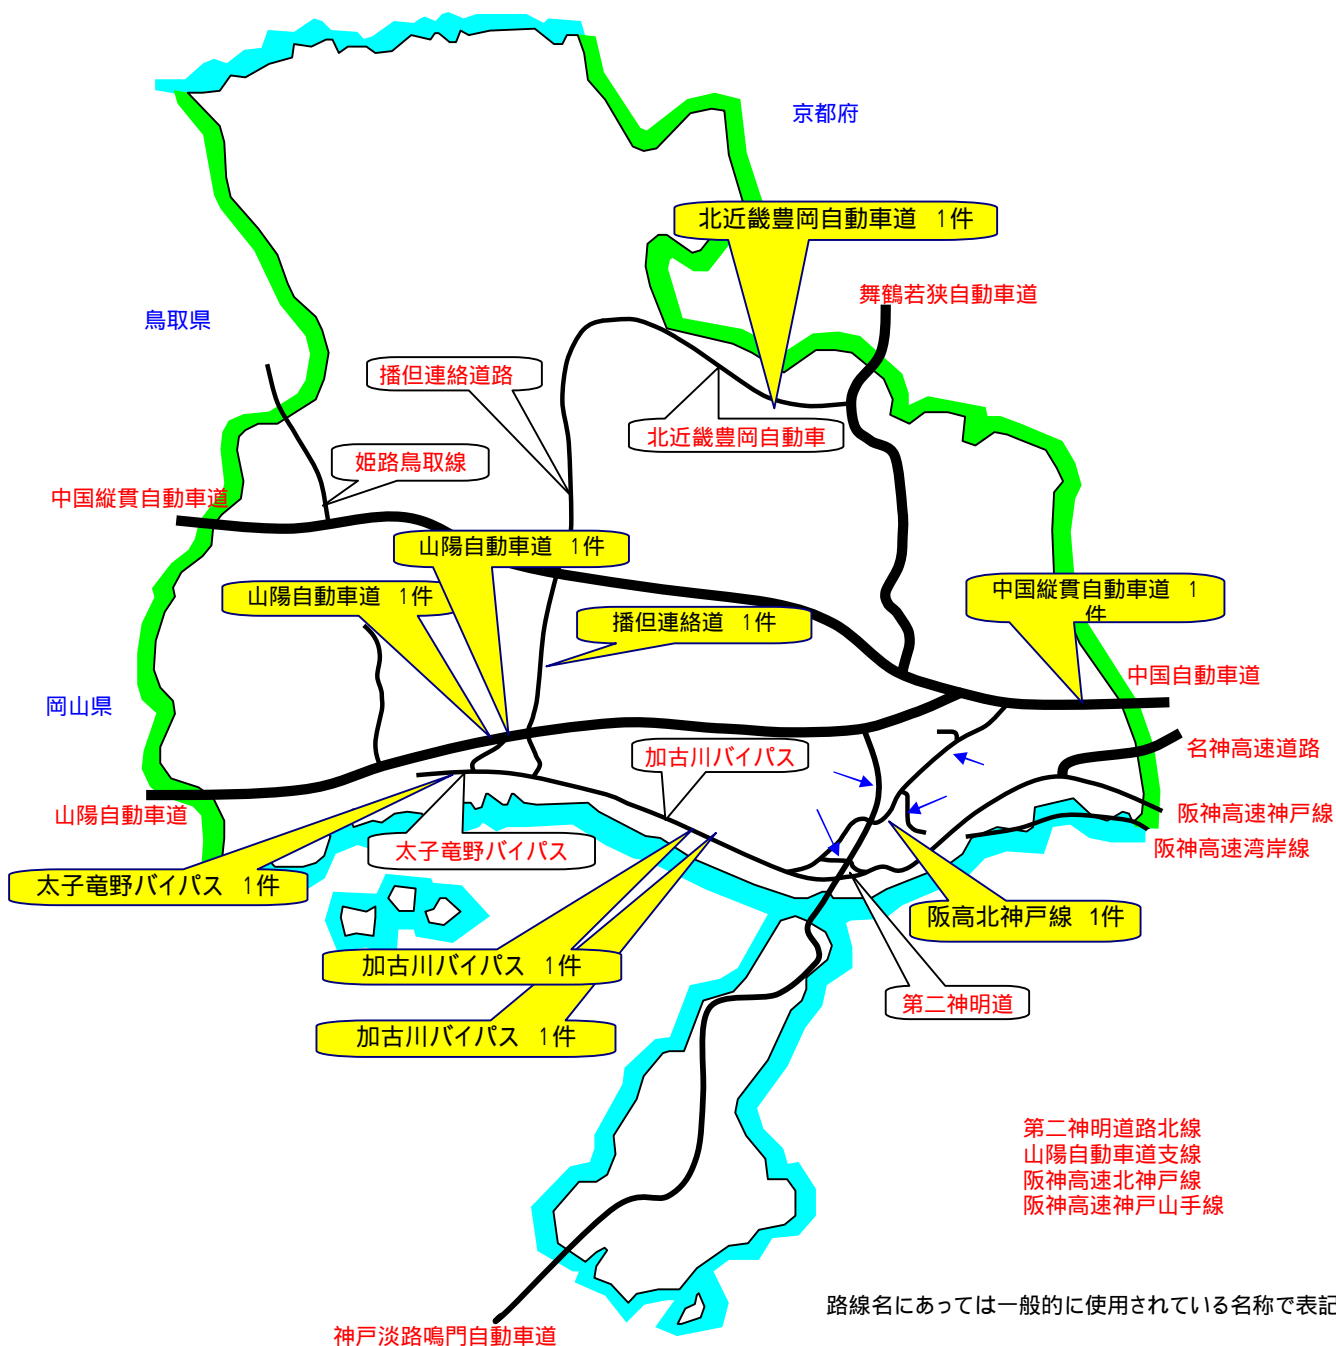 京都府
北近畿豊岡自動車道 1件
舞鶴若狭自動車道
鳥取県
播担連絡道路
北近畿豊岡自動車
姫路鳥取線
中国縦貫自動車道
山陽自動車道 1件
山陽自動車道 1件
中国縦貫自動車道 1
件
播但連絡道 1件
中国自動車道
岡山県
名神高速道路
加古川バイパス
山陽自動車道
阪神高速神戸線
阪神高速湾岸線
太子竜野バイパス
太子竜野バイパス 1件
阪高北神戸線 1件
加古川バイパス 1件
第二神明道
加古川バイパス 1件
第二神明道路北線
山陽自動車道支線
阪神高速北神戸線
阪神高速神戸山手線
路線名にあっては一般的に使用されている名称で表記
神戸淡路鳴門自動車道